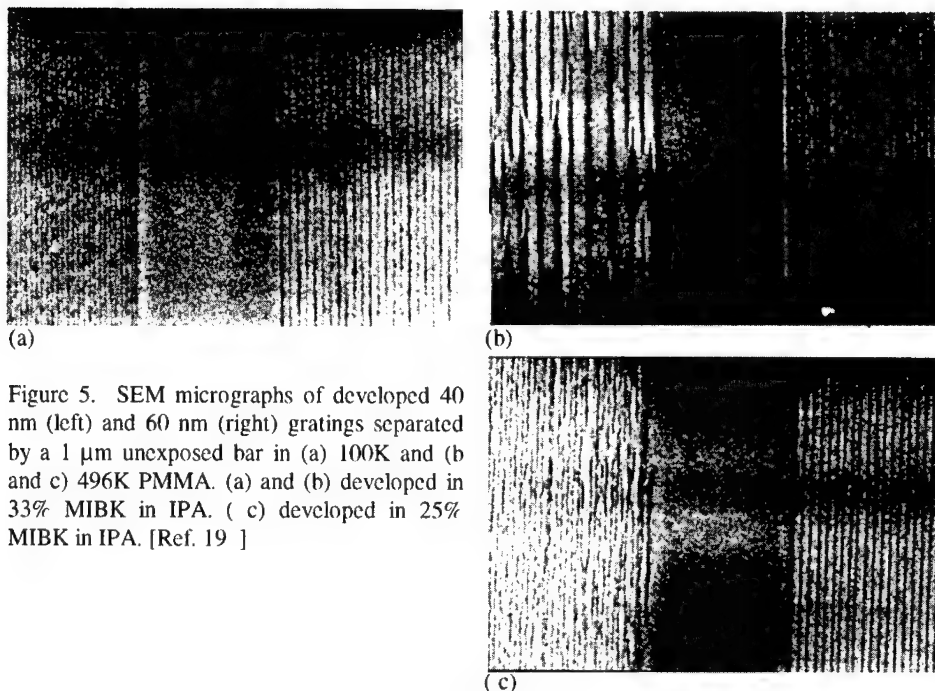 (a)
(b)
Figure 5. SEM micrographs of developed 40
nm (left) and 60 nm (right) gratings separated
by a 1 μm unexposed bar in (a) 100K and (b
and c) 496K PMMA. (a) and (b) developed in
33% MIBK in IPA. ( c) developed in 25%
MIBK in IPA. [Ref. 19 ]
( c)